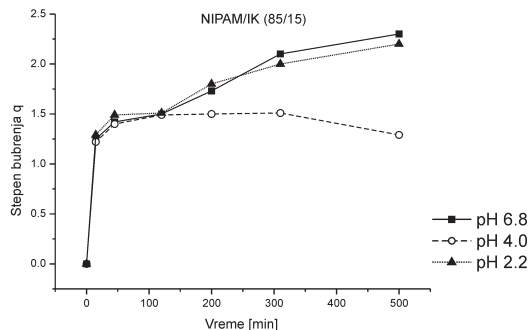 NIPAM/IK (85/15)
2.5
2.0
1.5
1.0
0.5
0.0
Stepen bubrenja q
0 100 200 300 400 500
Vreme [min]
pH 6.8
pH 4.0
pH 2.2